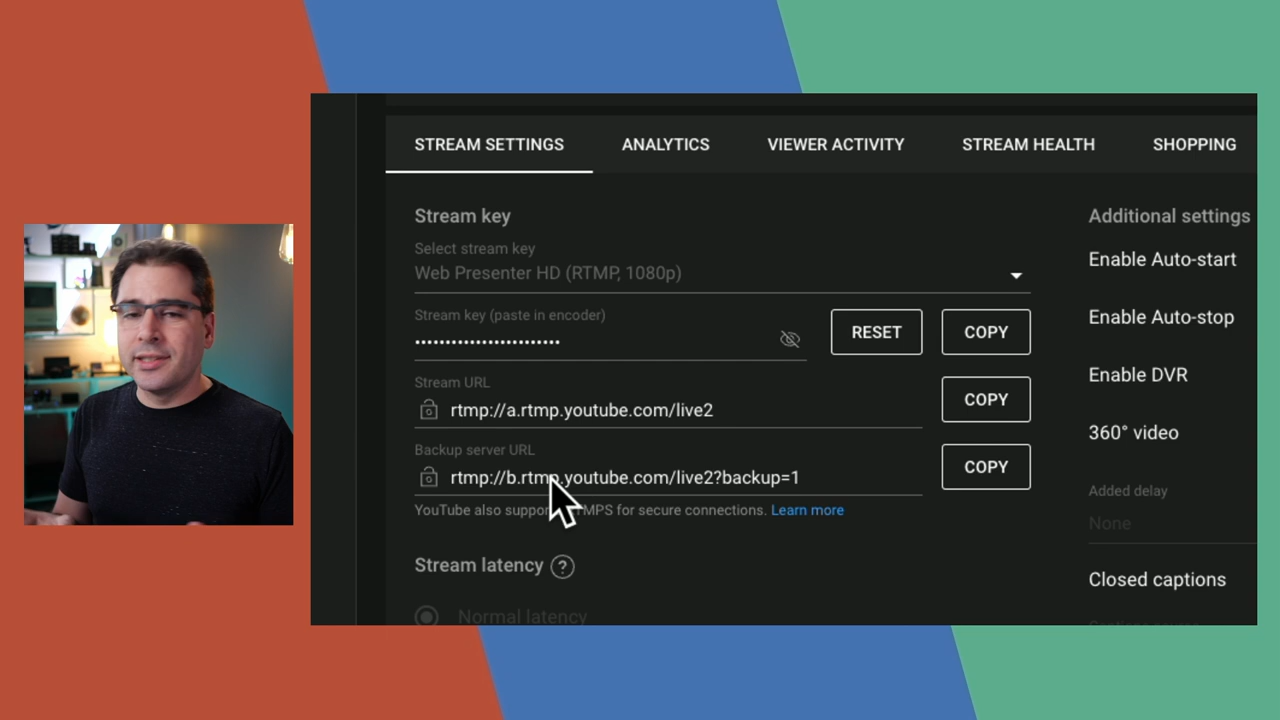 STREAM SETTINGS ANALYTICS VIEWER ACTIVITY STREAM HEALTH SHOPPING
Stream key
Select stream key
Web Presenter HD (RTMP, 1080p)
Stream key (paste in encoder)
••••••••••••••••••••••••
RESET COPY
Stream URL
rtmp://a.rtmp.youtube.com/live2
COPY
Backup server URL
rtmp://b.rtmp.youtube.com/live2?backup=1
COPY
YouTube also suppor TMPS for secure connections. Learn more
Stream latency ?
Normal latency
Additional settings
Enable Auto-start
Enable Auto-stop
Enable DVR
360° video
Added delay
None
Closed captions